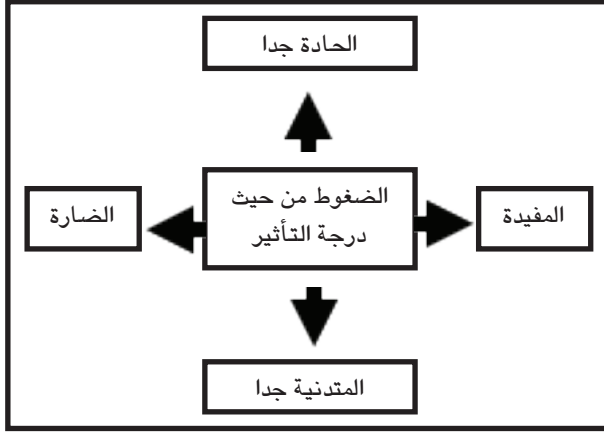 الحادة جدا
الضغوط من حيث
درجة التأثير
المفيدة
الضارة
المتدنية جدا